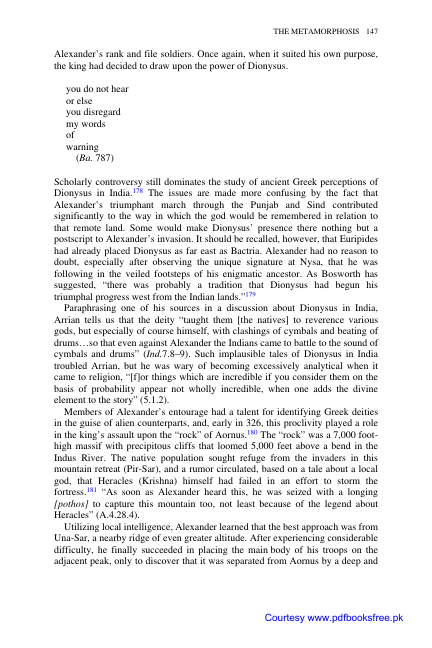 THE METAMORPHOSIS 147
Alexander's rank and file soldiers. Once again, when it suited his own purpose,
the king had decided to draw upon the power of Dionysus.
you do not hear
or else
you disregard
my words
of
warning
(Ba. 787)
Scholarly controversy still dominates the study of ancient Greek perceptions of
Dionysus in India.178 The issues are made more confusing by the fact that
Alexander's triumphant march through the Punjab and Sind contributed
significantly to the way in which the god would be remembered in relation to
that remote land. Some would make Dionysus' presence there nothing but a
postscript to Alexander's invasion. It should be recalled, however, that Euripides
had already placed Dionysus as far east as Bactria. Alexander had no reason to
doubt, especially after observing the unique signature at Nysa, that he was
following in the veiled footsteps of his enigmatic ancestor. As Bosworth has
suggested, “there was probably a tradition that Dionysus had begun his
triumphal progress west from the Indian lands.”179
Paraphrasing one of his sources in a discussion about Dionysus in India,
Arrian tells us that the deity “taught them [the natives] to reverence various
gods, but especially of course himself, with clashings of cymbals and beating of
drums…so that even against Alexander the Indians came to battle to the sound of
cymbals and drums” (Ind.7.8–9). Such implausible tales of Dionysus in India
troubled Arrian, but he was wary of becoming excessively analytical when it
came to religion, “[f]or things which are incredible if you consider them on the
basis of probability appear not wholly incredible, when one adds the divine
element to the story” (5.1.2).
Members of Alexander's entourage had a talent for identifying Greek deities
in the guise of alien counterparts, and, early in 326, this proclivity played a role
in the king's assault upon the “rock” of Aornus.180 The “rock” was a 7,000 foot-
high massif with precipitous cliffs that loomed 5,000 feet above a bend in the
Indus River. The native population sought refuge from the invaders in this
mountain retreat (Pir-Sar), and a rumor circulated, based on a tale about a local
god, that Heracles (Krishna) himself had failed in an effort to storm the
fortress.181 “As soon as Alexander heard this, he was seized with a longing
[pothos] to capture this mountain too, not least because of the legend about
Heracles” (A.4.28.4).
Utilizing local intelligence, Alexander learned that the best approach was from
Una-Sar, a nearby ridge of even greater altitude. After experiencing considerable
difficulty, he finally succeeded in placing the main body of his troops on the
adjacent peak, only to discover that it was separated from Aornus by a deep and
Courtesy www.pdfbooksfree.pk